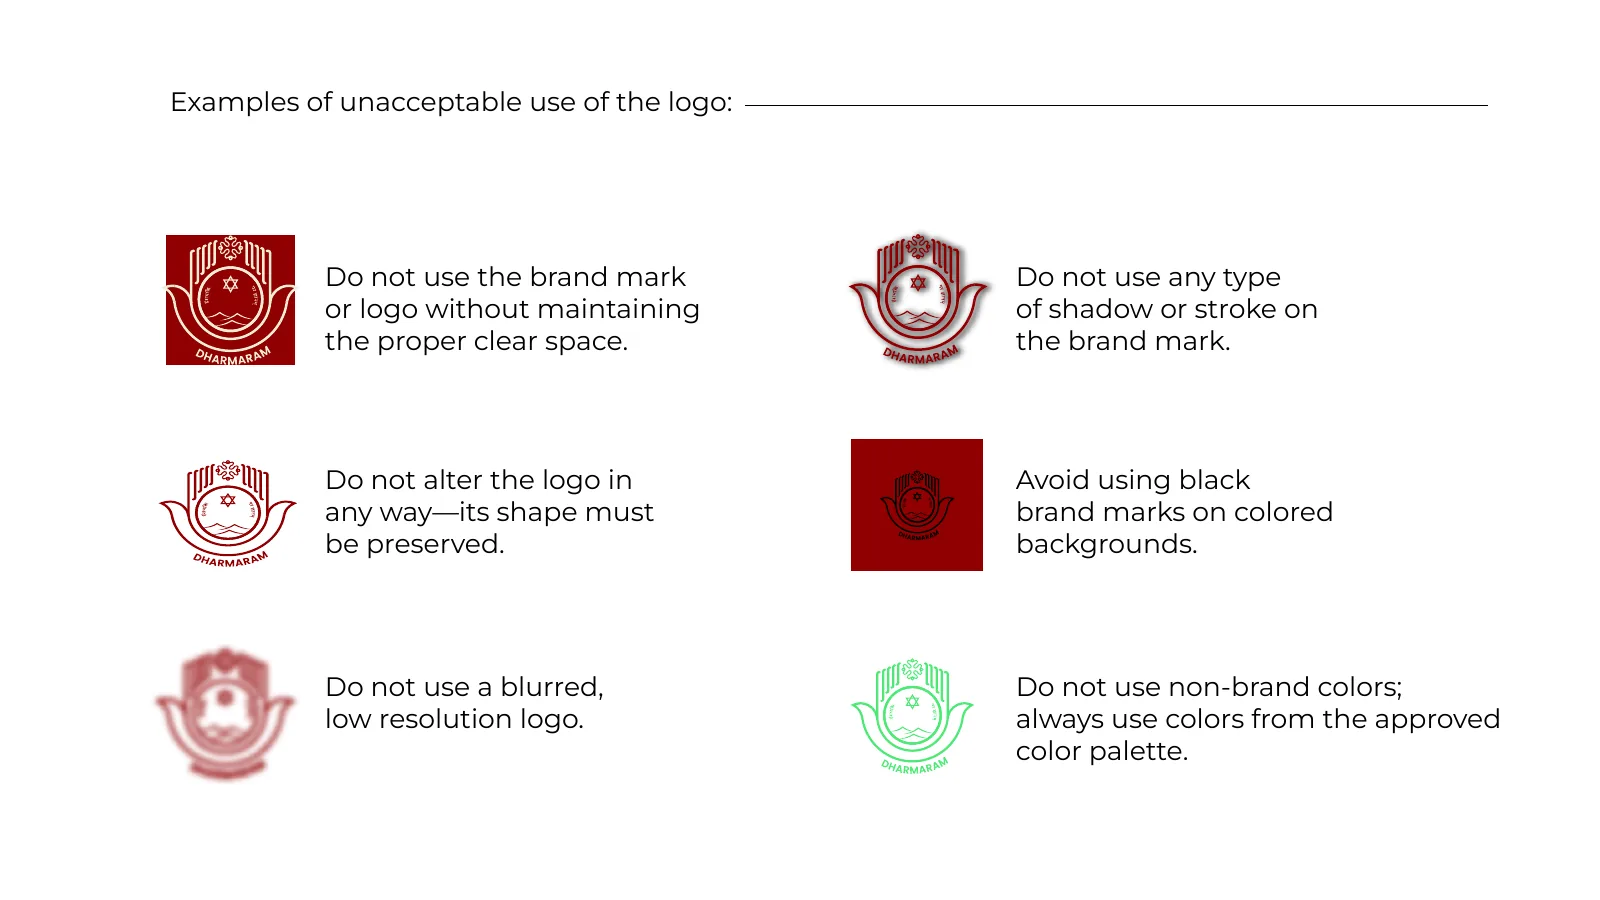 Examples of unacceptable use of the logo:
DHARMARAM
Do not use the brand mark
or logo without maintaining
the proper clear space.
DHARMARAM
Do not use any type
of shadow or stroke on
the brand mark.
DHARMARAM
Do not alter the logo in
any way—its shape must
be preserved.
DHARMARAM
Avoid using black
brand marks on colored
backgrounds.
Do not use a blurred,
low resolution logo.
DHARMARAM
Do not use non-brand colors;
always use colors from the approved
color palette.